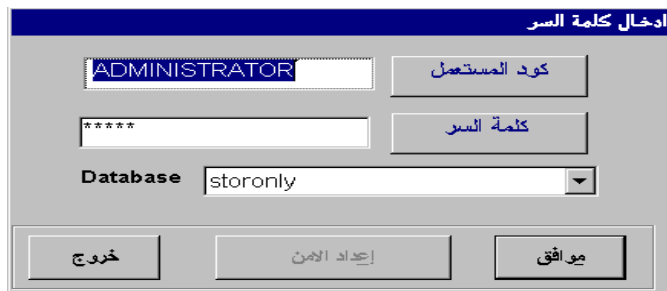 ادخال كلمة السر
كود المستعمل ADMINISTRATOR
كلمة السر *****
Database storonly
موافق إعداد الامن خروج